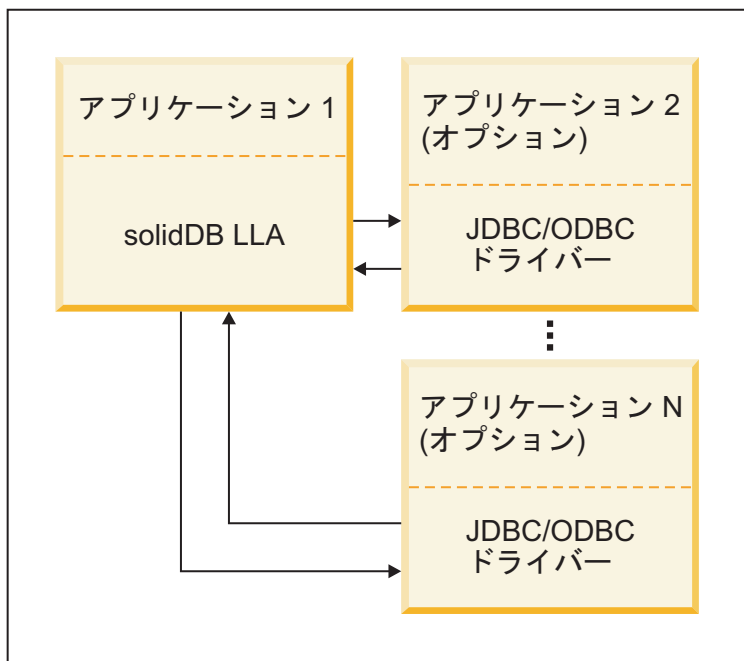 アプリケーション 1
solidDB LLA
アプリケーション 2
(オプション)
JDBC/ODBC
ドライバー
アプリケーション N
(オプション)
JDBC/ODBC
ドライバー